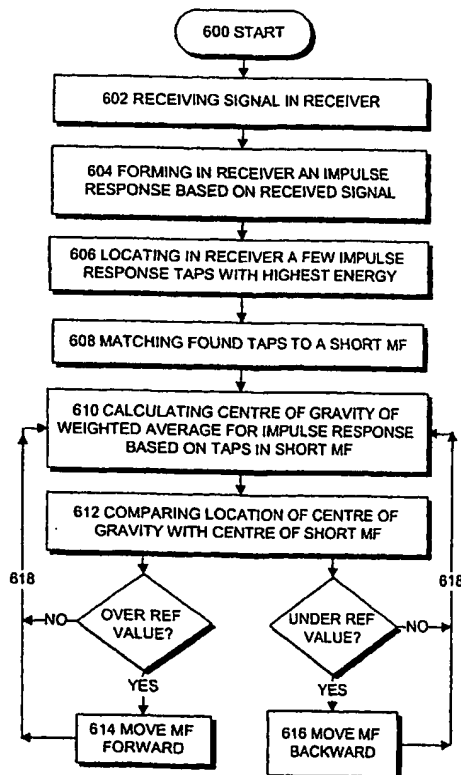 600 START
602 RECEIVING SIGNAL IN RECEIVER
604 FORMING IN RECEIVER AN IMPULSE
RESPONSE BASED ON RECEIVED SIGNAL
606 LOCATING IN RECEIVER A FEW IMPULSE
RESPONSE TAPS WITH HIGHEST ENERGY
608 MATCHING FOUND TAPS TO A SHORT MF
610 CALCULATING CENTRE OF GRAVITY OF
WEIGHTED AVERAGE FOR IMPULSE RESPONSE
BASED ON TAPS IN SHORT MF
612 COMPARING LOCATION OF CENTRE OF
GRAVITY WITH CENTRE OF SHORT MF
618
618
OVER REF
VALUE?
NO
UNDER REF
VALUE?
NO
YES
YES
614 MOVE MF
FORWARD
616 MOVE MF
BACKWARD